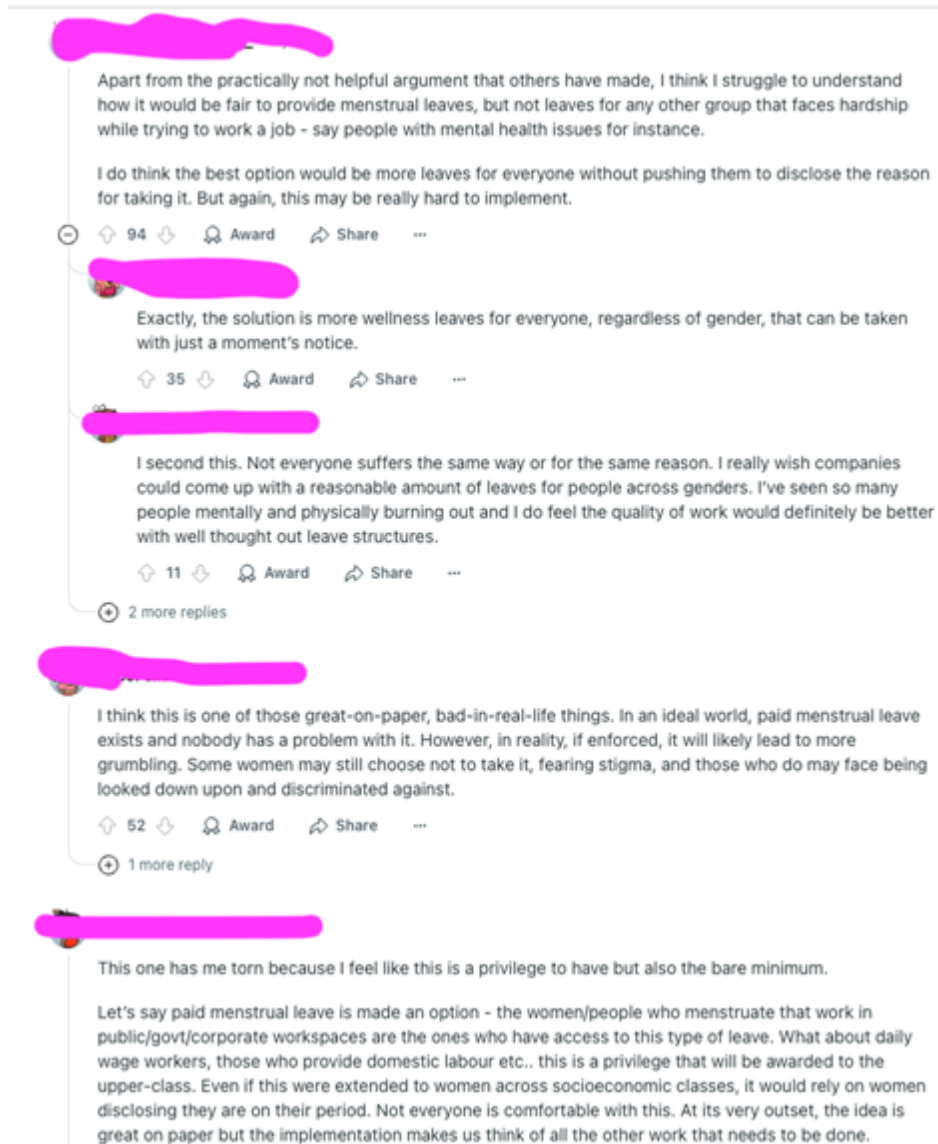 Apart from the practically not helpful argument that others have made, I think I struggle to understand
how it would be fair to provide menstrual leaves, but not leaves for any other group that faces hardship
while trying to work a job - say people with mental health issues for instance.
I do think the best option would be more leaves for everyone without pushing them to disclose the reason
for taking it. But again, this may be really hard to implement.
94 Award Share ...
Exactly, the solution is more wellness leaves for everyone, regardless of gender, that can be taken
with just a moment's notice.
35 Award Share ...
I second this. Not everyone suffers the same way or for the same reason. I really wish companies
could come up with a reasonable amount of leaves for people across genders. I've seen so many
people mentally and physically burning out and I do feel the quality of work would definitely be better
with well thought out leave structures.
11 Award Share ...
2 more replies
I think this is one of those great-on-paper, bad-in-real-life things. In an ideal world, paid menstrual leave
exists and nobody has a problem with it. However, in reality, if enforced, it will likely lead to more
grumbling. Some women may still choose not to take it, fearing stigma, and those who do may face being
looked down upon and discriminated against.
52 Award Share ...
1 more reply
This one has me torn because I feel like this is a privilege to have but also the bare minimum.
Let's say paid menstrual leave is made an option - the women/people who menstruate that work in
public/govt/corporate workspaces are the ones who have access to this type of leave. What about daily
wage workers, those who provide domestic labour etc.. this is a privilege that will be awarded to the
upper-class. Even if this were extended to women across socioeconomic classes, it would rely on women
disclosing they are on their period. Not everyone is comfortable with this. At its very outset, the idea is
great on paper but the implementation makes us think of all the other work that needs to be done.